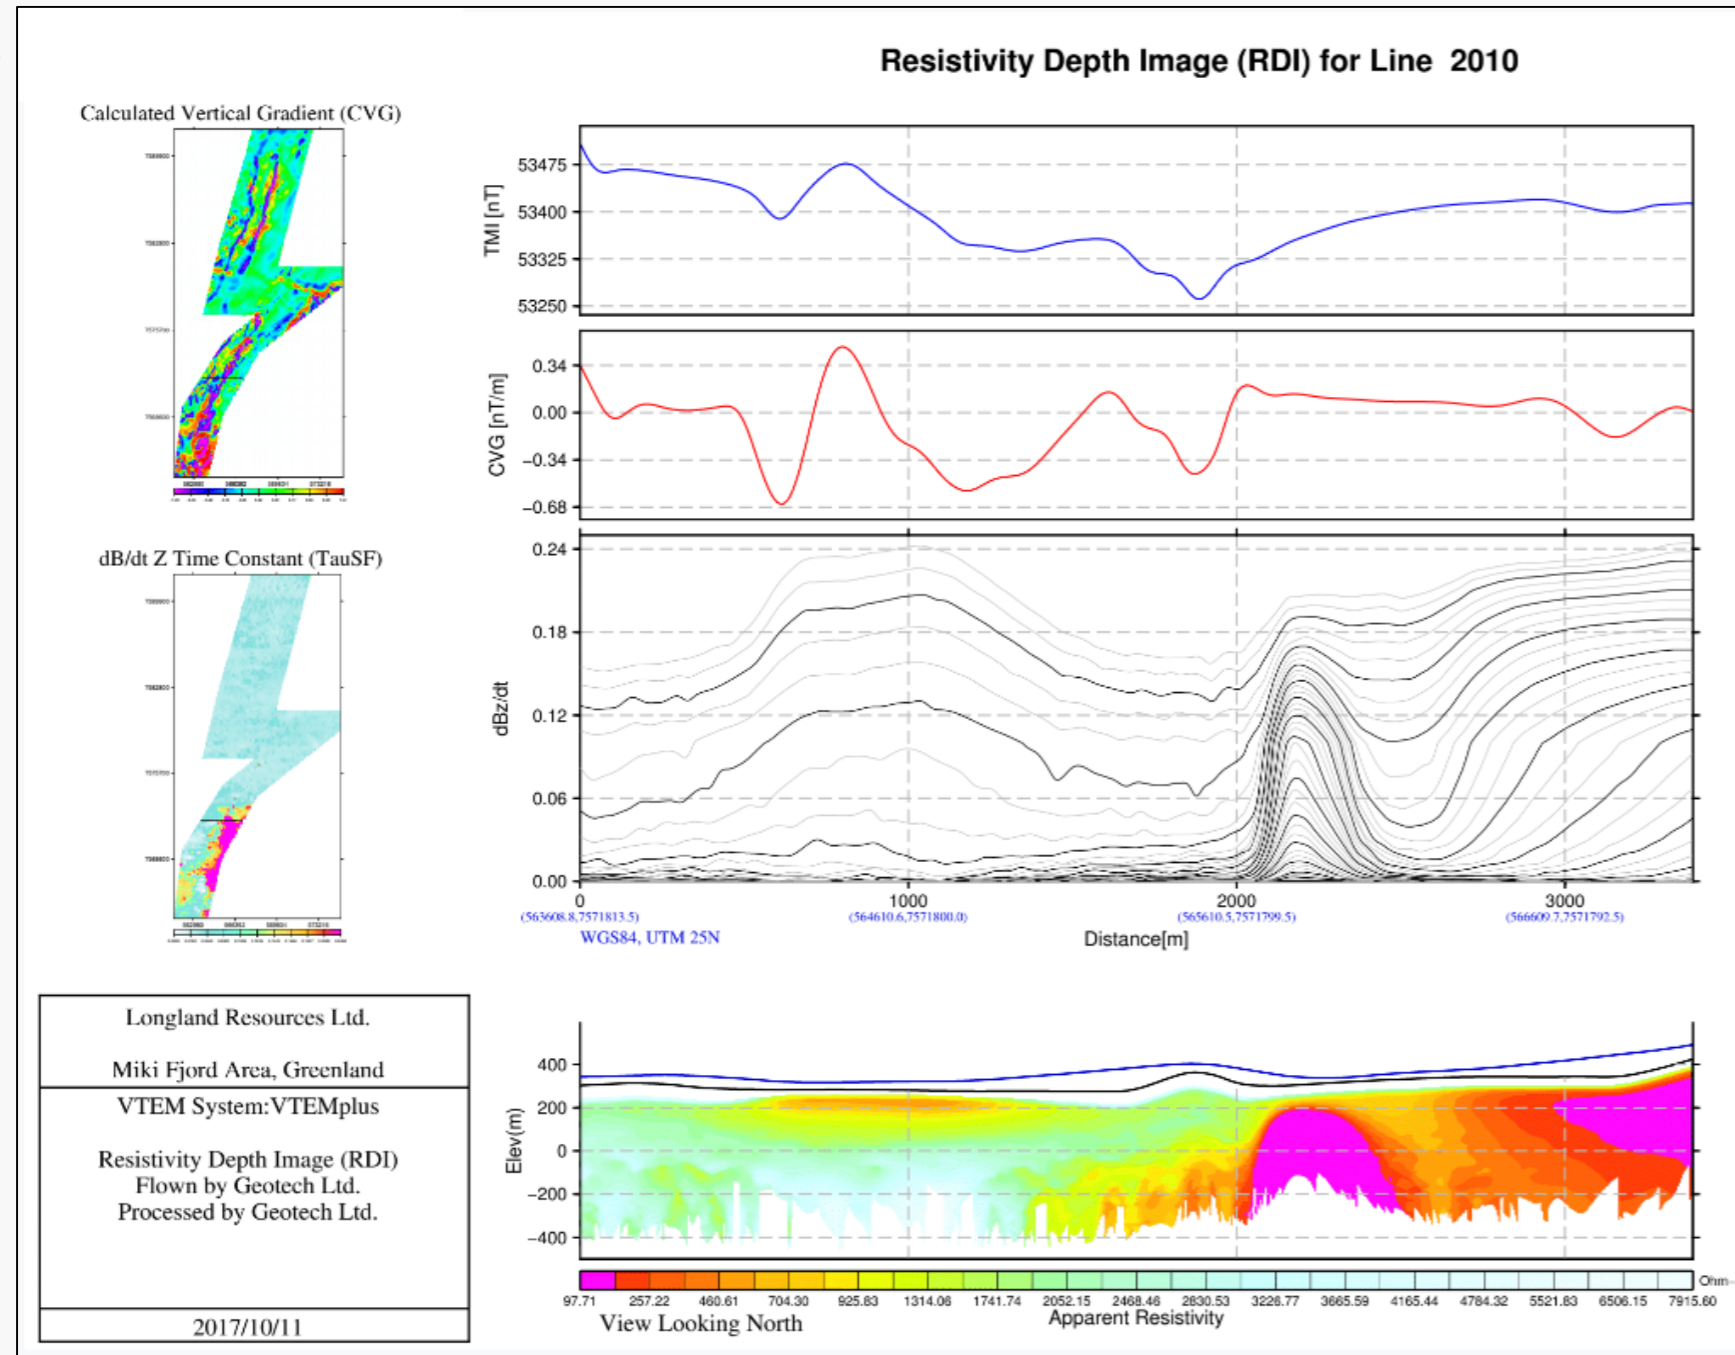 Resistivity Depth Image (RDI) for Line 2010
Calculated Vertical Gradient (CVG)
dB/dt Z Time Constant (TauSF)
TMI [nT]
53475
53400
53325
53250
CVG [nT/m]
0.34
0.00
−0.34
−0.68
dBz/dt
0.24
0.18
0.12
0.06
0.00
0 1000 2000 3000
(563608.8,7571813.5) (564610.6,7571800.0) (565610.5,7571799.5) (566609.7,7571792.5)
WGS84, UTM 25N
Distance[m]
Longland Resources Ltd.
Miki Fjord Area, Greenland
VTEM System:VTEMplus
Resistivity Depth Image (RDI)
Flown by Geotech Ltd.
Processed by Geotech Ltd.
2017/10/11
Elev(m)
400
200
0
−200
−400
Ohm-
97.71 257.22 460.61 704.30 925.83 1314.06 1741.74 2052.15 2468.46 2830.53 3226.77 3665.59 4165.44 4784.32 5521.83 6506.15 7915.60
View Looking North
Apparent Resistivity